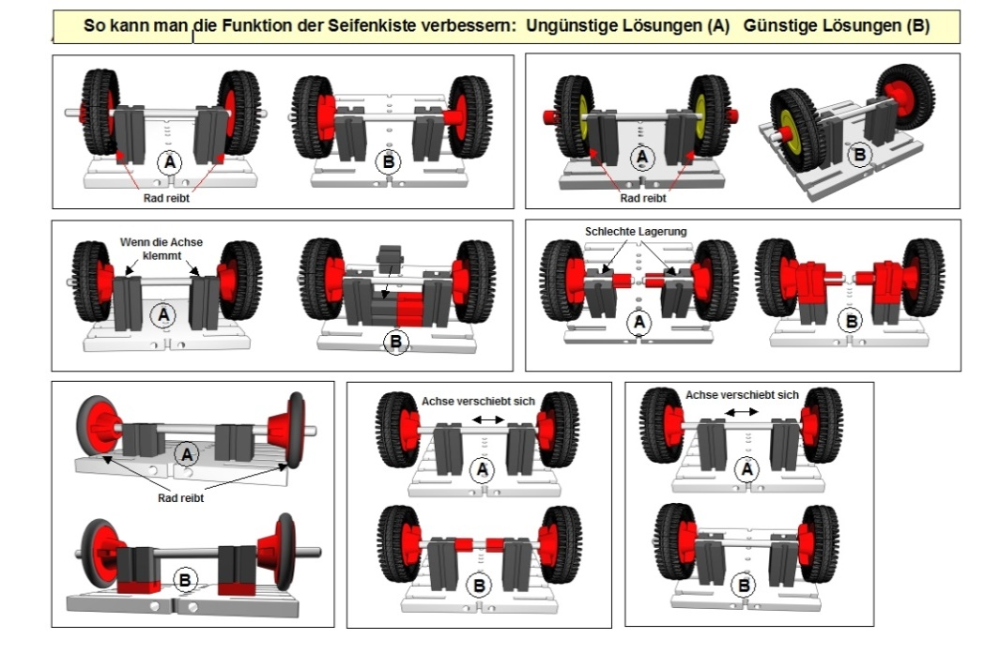 So kann man die Funktion der Seifenkiste verbessern: Ungünstige Lösungen (A) Günstige Lösungen (B)
A
B
Rad reibt
A
B
Rad reibt
Wenn die Achse
klemmt
A
B
Schlechte Lagerung
A
B
A
Rad reibt
B
Achse verschiebt sich
A
B
Achse verschiebt sich
A
B